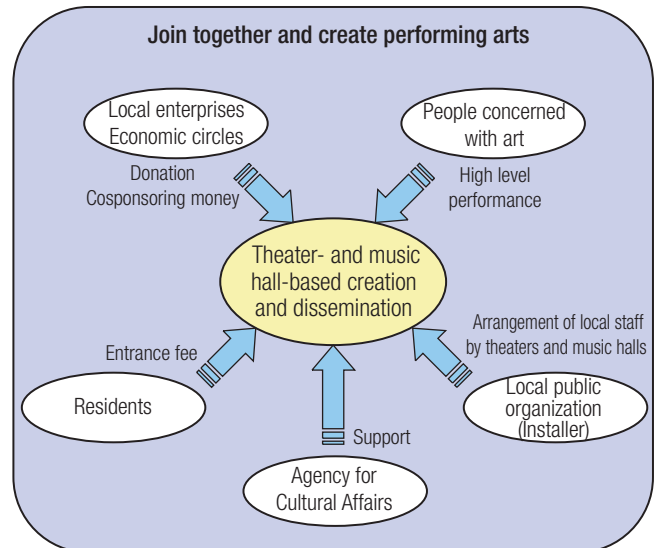 Join together and create performing arts
Local enterprises
Economic circles
People concerned
with art
Donation
Cosponsoring money
High level
performance
Theater- and music
hall-based creation
and dissemination
Arrangement of local staff
by theaters and music halls
Entrance fee
Residents
Local public
organization
(Installer)
Support
Agency for
Cultural Affairs